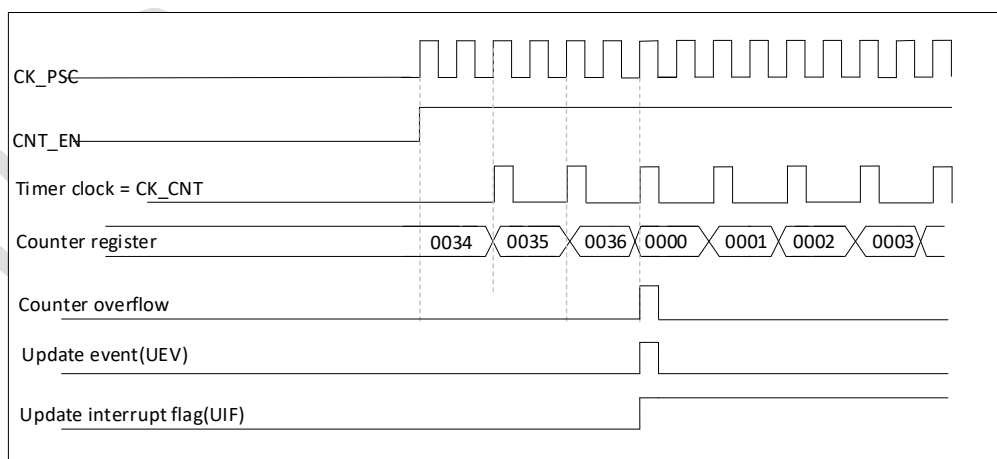 CK_PSC
CNT_EN
Timer clock = CK_CNT
Counter register 0034 0035 0036 0000 0001 0002 0003
Counter overflow
Update event(UEV)
Update interrupt flag(UIF)